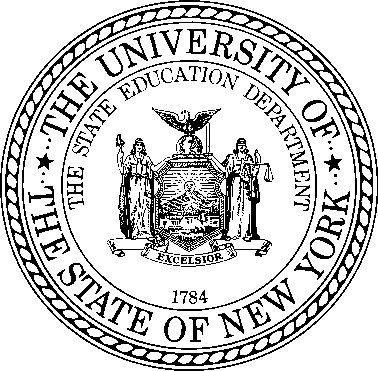 THE UNIVERSITY OF
THE STATE OF NEW YORK
THE STATE EDUCATION DEPARTMENT
EXCELSIOR
1784